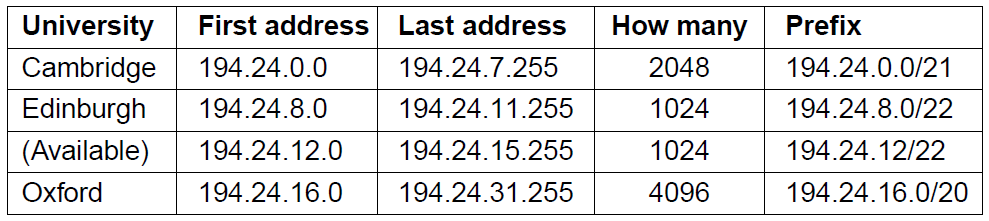 University First address Last address How many Prefix
Cambridge 194.24.0.0 194.24.7.255 2048 194.24.0.0/21
Edinburgh 194.24.8.0 194.24.11.255 1024 194.24.8.0/22
(Available) 194.24.12.0 194.24.15.255 1024 194.24.12/22
Oxford 194.24.16.0 194.24.31.255 4096 194.24.16.0/20